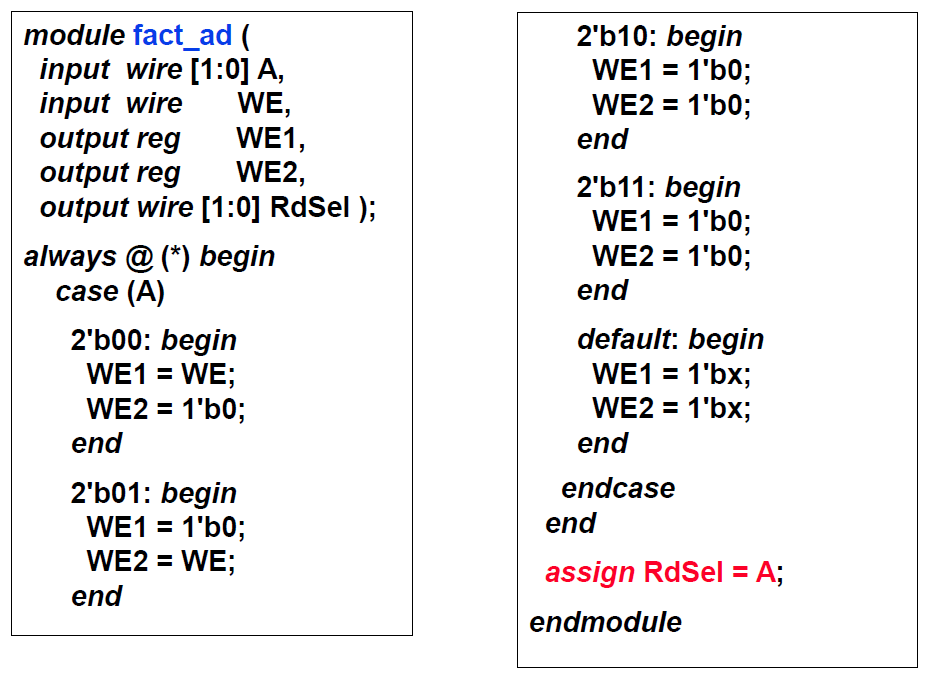 module fact_ad (
input wire [1:0] A,
input wire WE,
output reg WE1,
output reg WE2,
output wire [1:0] RdSel );
always @ (*) begin
case (A)
2'b00: begin
WE1 = WE;
WE2 = 1'b0;
end
2'b01: begin
WE1 = 1'b0;
WE2 = WE;
end
2'b10: begin
WE1 = 1'b0;
WE2 = 1'b0;
end
2'b11: begin
WE1 = 1'b0;
WE2 = 1'b0;
end
default: begin
WE1 = 1'bx;
WE2 = 1'bx;
end
endcase
end
assign RdSel = A;
endmodule